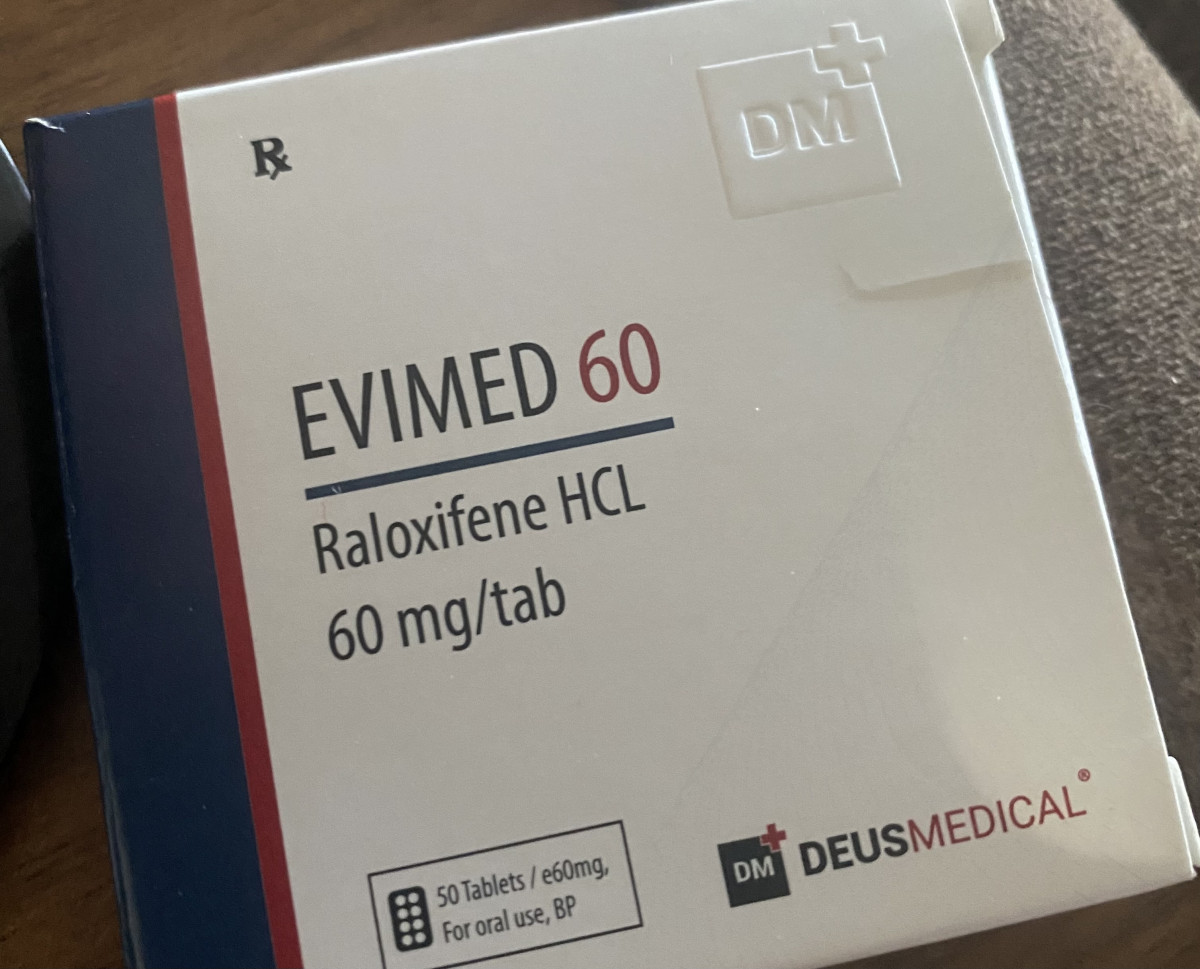 ℞
DM
EVIMED 60
Raloxifene HCL
60 mg/tab
50 Tablets / e60mg,
For oral use, BP
DM DEUSMEDICAL®